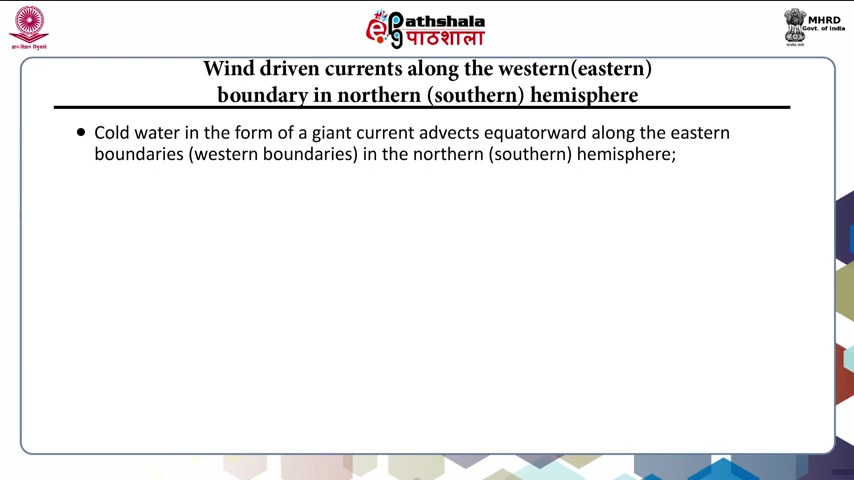 ज्ञान-विज्ञान विमुक्तये
ePathshala
पाठशाला
MHRD
Govt. of India
Wind driven currents along the western(eastern)
boundary in northern (southern) hemisphere
• Cold water in the form of a giant current advects equatorward along the eastern
boundaries (western boundaries) in the northern (southern) hemisphere;